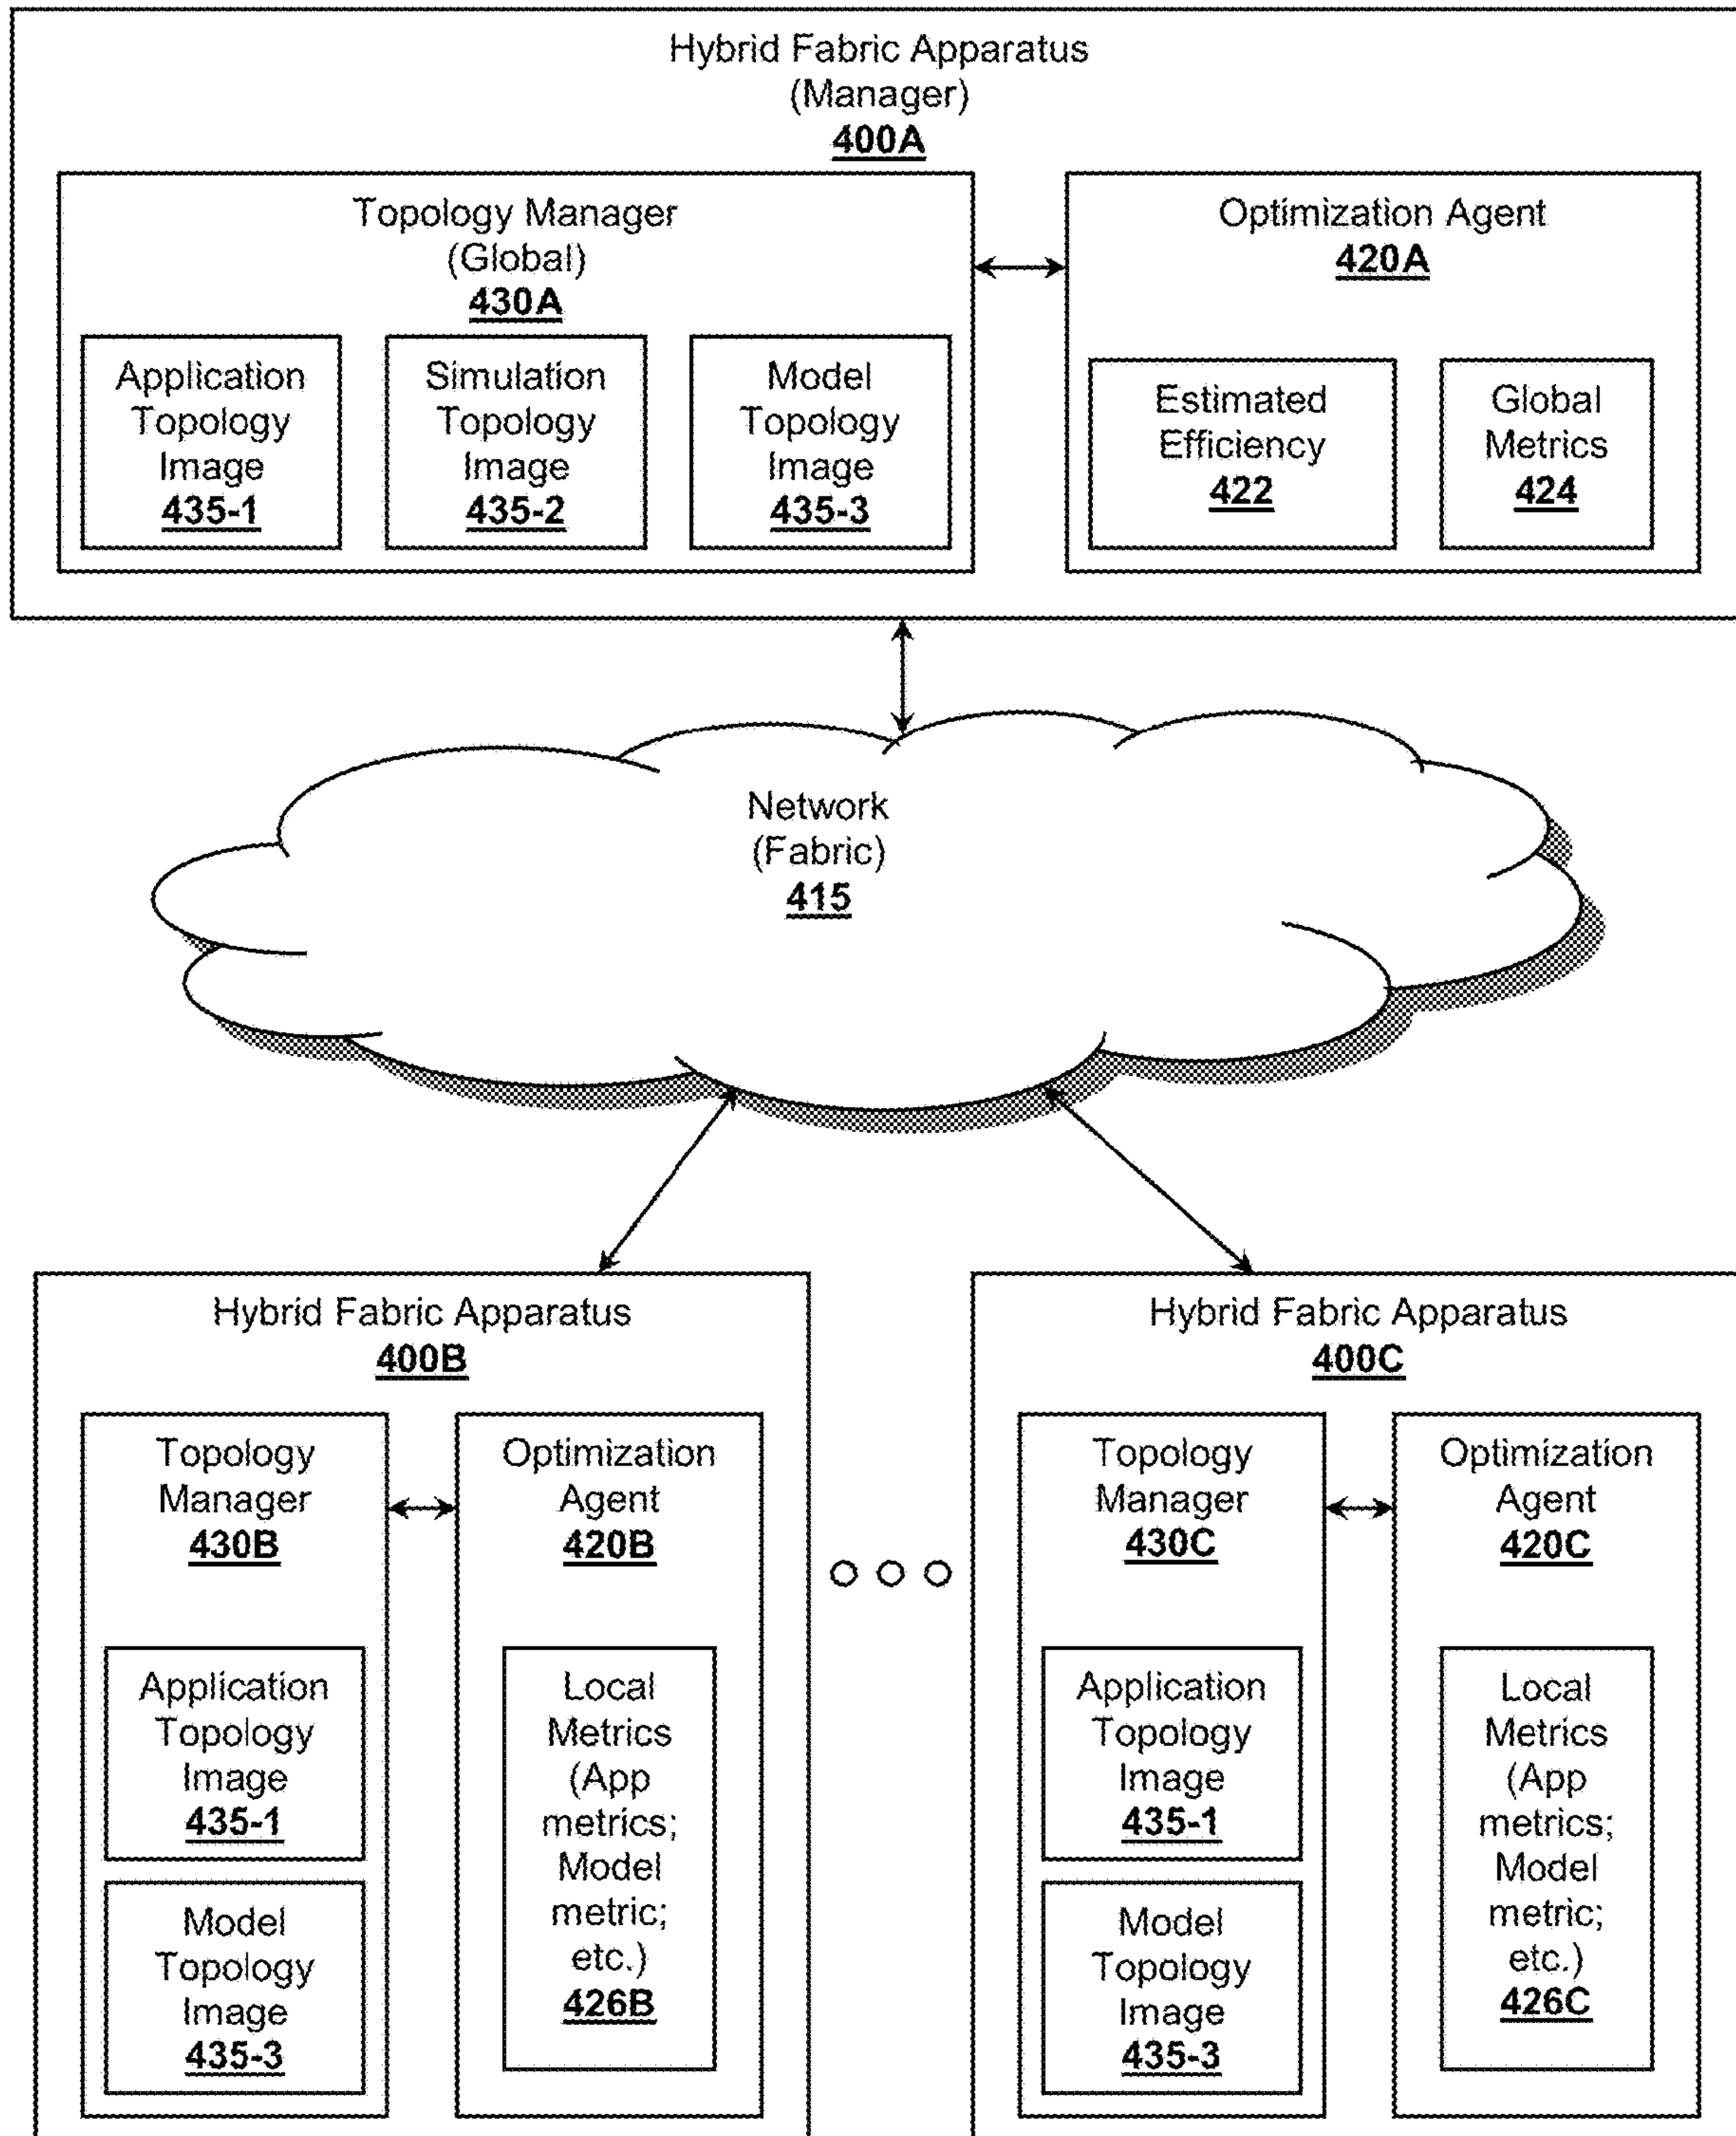 Hybrid Fabric Apparatus
(Manager)
400A
Topology Manager
(Global)
430A
Application
Topology
Image
435-1
Simulation
Topology
Image
435-2
Model
Topology
Image
435-3
Optimization Agent
420A
Estimated
Efficiency
422
Global
Metrics
424
Network
(Fabric)
415
Hybrid Fabric Apparatus
400B
Topology
Manager
430B
Application
Topology
Image
435-1
Model
Topology
Image
435-3
Optimization
Agent
420B
Local
Metrics
(App
metrics;
Model
metric;
etc.)
426B
Hybrid Fabric Apparatus
400C
Topology
Manager
430C
Application
Topology
Image
435-1
Model
Topology
Image
435-3
Optimization
Agent
420C
Local
Metrics
(App
metrics;
Model
metric;
etc.)
426C